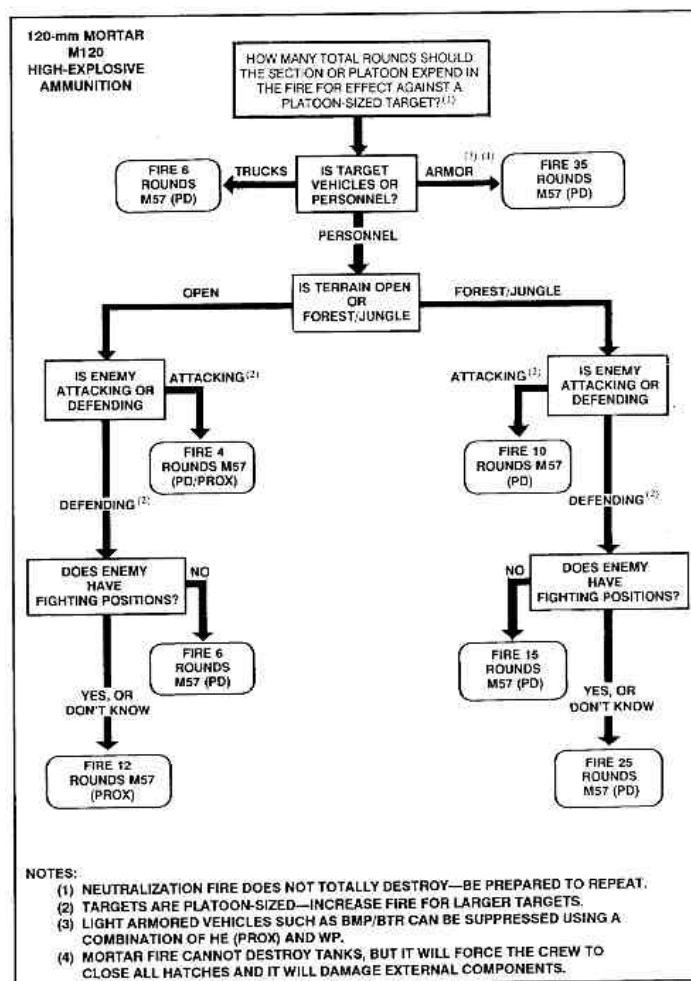 120-mm MORTAR
M120
HIGH-EXPLOSIVE
AMMUNITION
HOW MANY TOTAL ROUNDS SHOULD
THE SECTION OR PLATOON EXPEND IN
THE FIRE FOR EFFECT AGAINST A
PLATOON-SIZED TARGET?(1)
FIRE 6
ROUNDS
M57 (PD)
TRUCKS
IS TARGET
VEHICLES OR
PERSONNEL?
ARMOR
FIRE 35
ROUNDS
M57 (PD)
PERSONNEL
IS TERRAIN OPEN
OR
FOREST/JUNGLE
OPEN
FOREST/JUNGLE
IS ENEMY
ATTACKING OR
DEFENDING
ATTACKING(2)
FIRE 4
ROUNDS M57
(PD/PROX)
ATTACKING
IS ENEMY
ATTACKING OR
DEFENDING
FIRE 10
ROUNDS M57
(PD)
DEFENDING(2)
DEFENDING(2)
DOES ENEMY
HAVE
FIGHTING POSITIONS?
NO
FIRE 6
ROUNDS
M57 (PD)
NO
DOES ENEMY
HAVE
FIGHTING POSITIONS?
FIRE 15
ROUNDS
M57 (PD)
YES, OR
DON'T KNOW
FIRE 12
ROUNDS M57
(PROX)
YES, OR
DON'T KNOW
FIRE 25
ROUNDS
M57 (PD)
NOTES:
(1) NEUTRALIZATION FIRE DOES NOT TOTALLY DESTROY—BE PREPARED TO REPEAT.
(2) TARGETS ARE PLATOON-SIZED—INCREASE FIRE FOR LARGER TARGETS.
(3) LIGHT ARMORED VEHICLES SUCH AS BMP/BTR CAN BE SUPPRESSED USING A
COMBINATION OF HE (PROX) AND WP.
(4) MORTAR FIRE CANNOT DESTROY TANKS, BUT IT WILL FORCE THE CREW TO
CLOSE ALL HATCHES AND IT WILL DAMAGE EXTERNAL COMPONENTS.